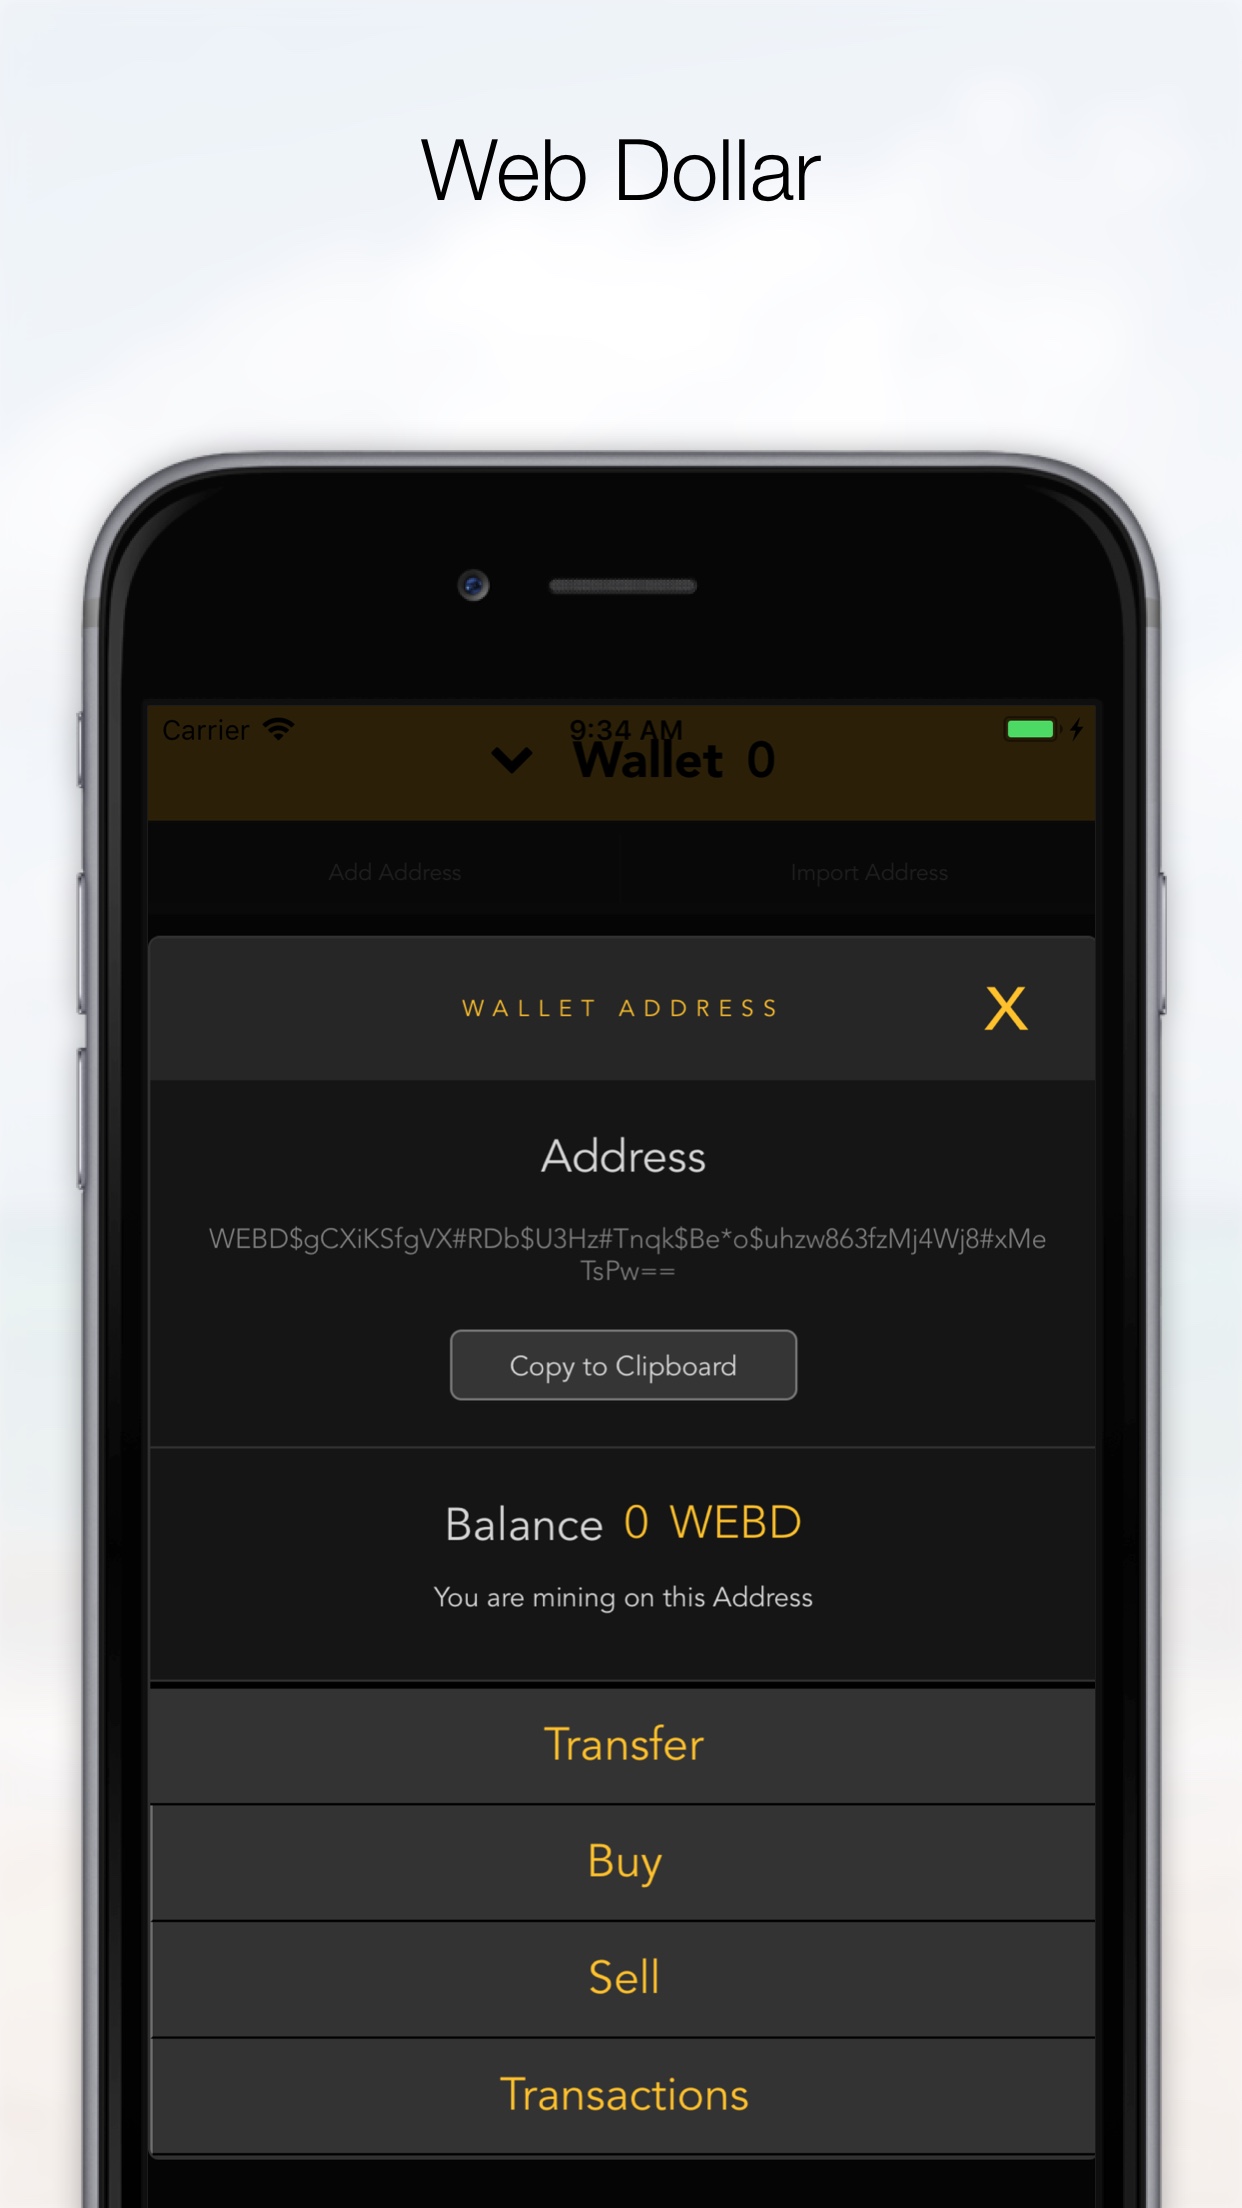 Web Dollar
Carrier 9:34 AM
Wallet 0
Add Address Import Address
WALLET ADDRESS X
Address
WEBD$gCXiKSfgVX#RDb$U3Hz#Tnqk$Be*o$uhzw863fzMj4Wj8#xMe
TsPw==
Copy to Clipboard
Balance 0 WEBD
You are mining on this Address
Transfer
Buy
Sell
Transactions